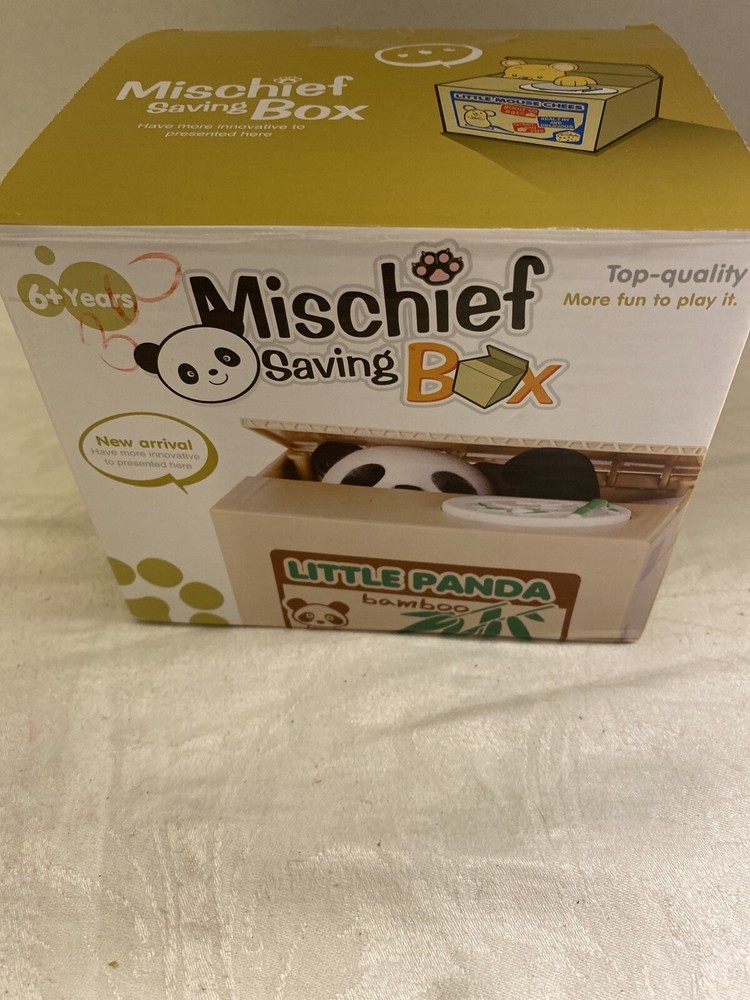 Mischief
Saving Box
Have more innovative to
presented here
LITTLE MOUSE CHEES
6+ Years
Mischief
Saving Box
Top-quality
More fun to play it.
New arrival
Have more innovative
to presented here
LITTLE PANDA
bamboo